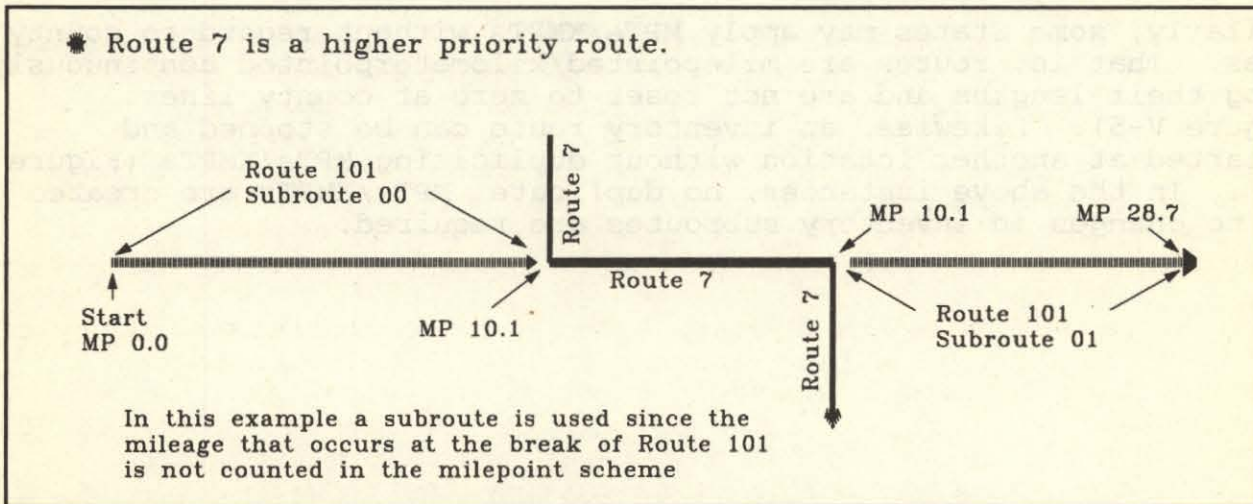 ✸ Route 7 is a higher priority route.
Route 101
Subroute 00
Route 7
MP 10.1
MP 28.7
Route 7
Start
MP 0.0
MP 10.1
Route 7
Route 101
Subroute 01
In this example a subroute is used since the
mileage that occurs at the break of Route 101
is not counted in the milepoint scheme